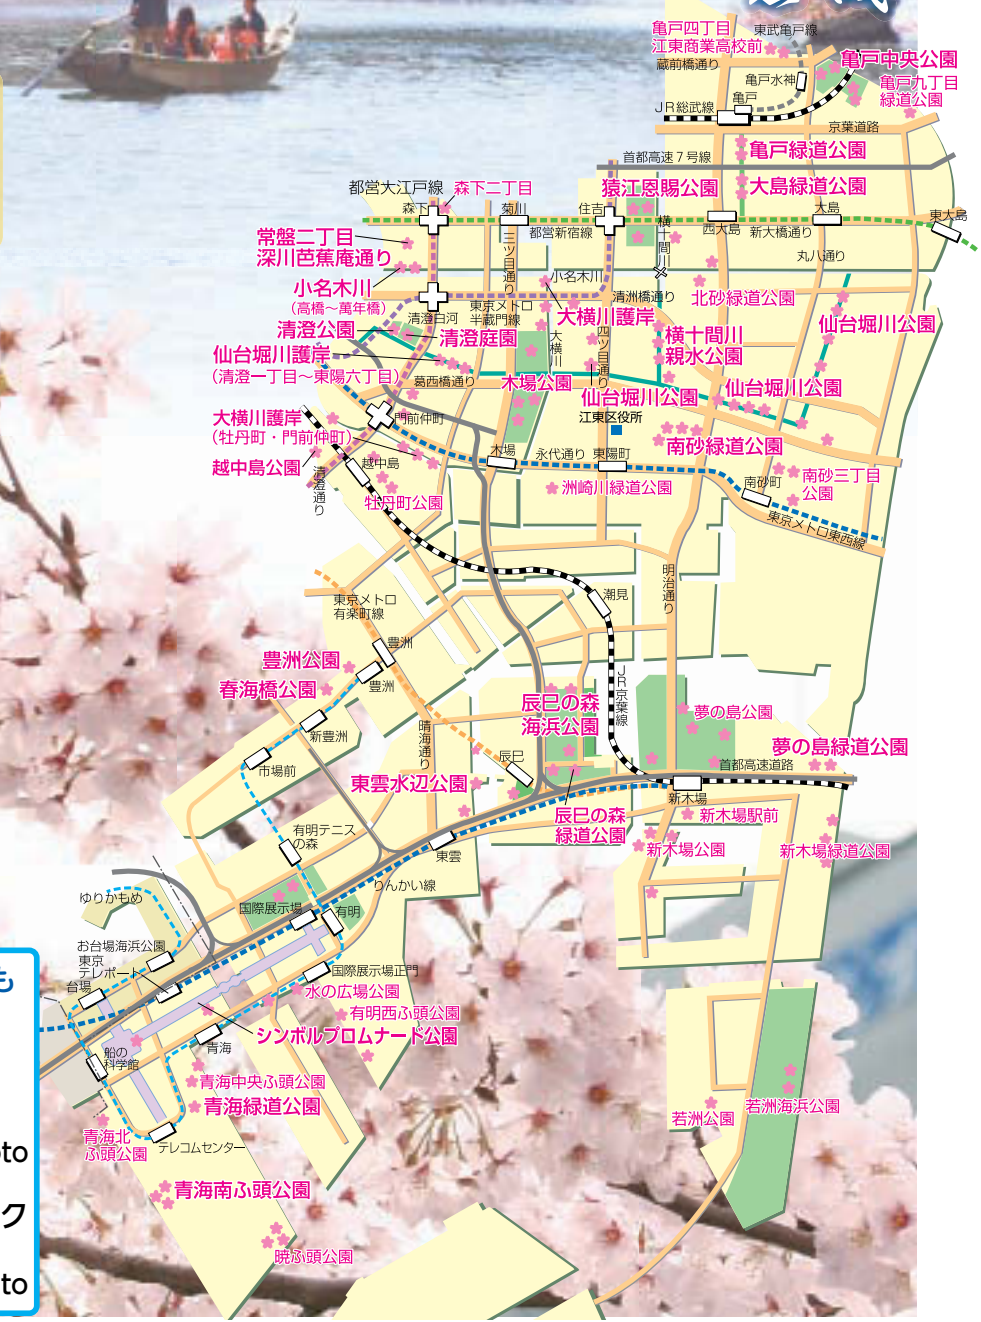 亀戸四丁目
江東商業高校前
東武亀戸線
蔵前橋通り
亀戸中央公園
亀戸水神
亀戸九丁目
緑道公園
亀戸
JR総武線
京葉道路
亀戸緑道公園
首都高速7号線
都営大江戸線
森下二丁目
猿江恩賜公園
大島緑道公園
森下
菊川
住吉
大島
東大島
西大島
新大橋通り
都営新宿線
横十間川
常盤二丁目
深川芭蕉庵通り
三ツ目通り
丸八通り
小名木川
(高橋～萬年橋)
小名木川
清洲橋通り
北砂緑道公園
清澄白河
東京メトロ
半蔵門線
大横川護岸
仙台堀川公園
清澄公園
清澄庭園
大横川
四ツ目通り
横十間川
親水公園
仙台堀川護岸
(清澄一丁目～東陽六丁目)
葛西橋通り
木場公園
仙台堀川公園
仙台堀川公園
江東区役所
大横川護岸
(牡丹町・門前仲町)
門前仲町
南砂緑道公園
越中島公園
越中島
木場
永代通り
東陽町
清澄通り
牡丹町公園
洲崎川緑道公園
南砂町
南砂三丁目
公園
東京メトロ東西線
明治通り
潮見
東京メトロ
有楽町線
豊洲
豊洲公園
豊洲
春海橋公園
新豊洲
晴海通り
市場前
辰巳の森
海浜公園
JR京葉線
夢の島公園
辰巳
夢の島緑道公園
首都高速道路
東雲水辺公園
新木場
辰巳の森
緑道公園
新木場駅前
有明テニス
の森
東雲
新木場公園
新木場緑道公園
りんかい線
ゆりかもめ
国際展示場
有明
お台場海浜公園
東京
テレポート
台場
国際展示場正門
水の広場公園
有明西ふ頭公園
シンボルプロムナード公園
青海
船の
科学館
青海中央ふ頭公園
青海緑道公園
青海北
ふ頭公園
テレコムセンター
若洲公園
若洲海浜公園
青海南ふ頭公園
暁ふ頭公園
も
oto
ク
oto